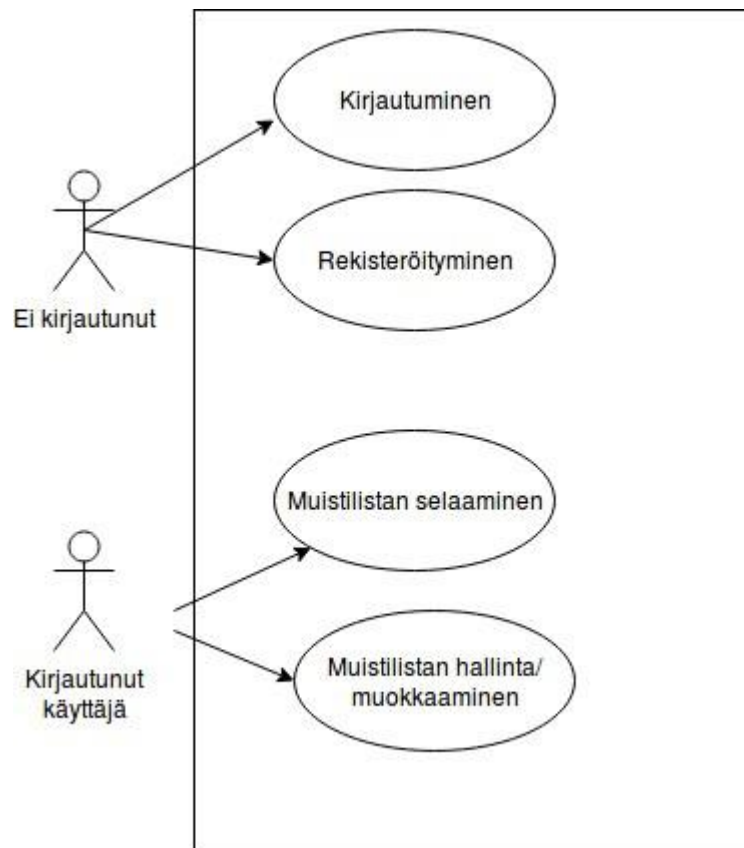 Kirjautuminen
Rekisteröityminen
Ei kirjautunut
Muistilistan selaaminen
Muistilistan hallinta/
muokkaaminen
Kirjautunut
käyttäjä